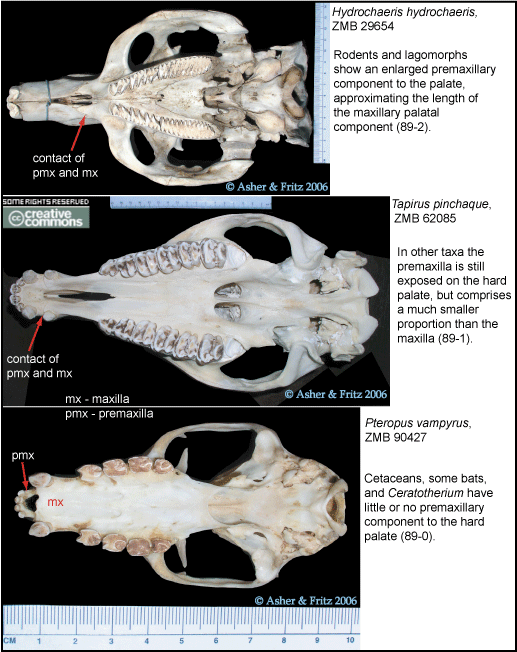 Hydrochaeris hydrochaeris,
ZMB 29654
Rodents and lagomorphs
show an enlarged premaxillary
component to the palate,
approximating the length of
the maxillary palatal
component (89-2).
contact of
pmx and mx
© Asher & Fritz 2006
SOME RIGHTS RESERVED
cc creative
commons
Tapirus pinchaque,
ZMB 62085
In other taxa the
premaxilla is still
exposed on the hard
palate, but comprises
a much smaller
proportion than the
maxilla (89-1).
contact of
pmx and mx
mx - maxilla
pmx - premaxilla
© Asher & Fritz 2006
Pteropus vampyrus,
ZMB 90427
pmx
mx
Cetaceans, some bats,
and Ceratotherium have
little or no premaxillary
component to the hard
palate (89-0).
© Asher & Fritz 2006
CM 1 2 3 4 5 6 7 8 9 10